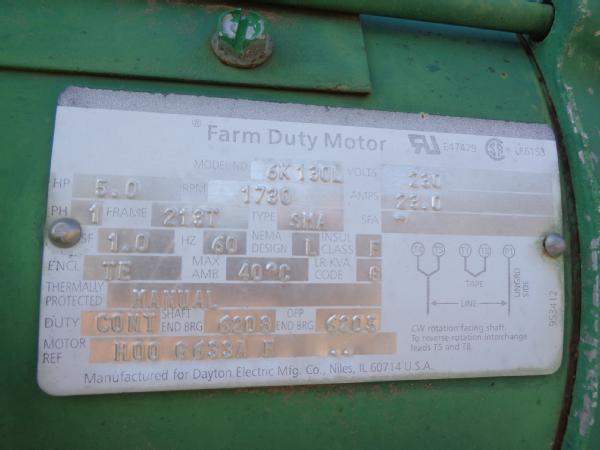 ® Farm Duty Motor
E47479
MODEL NO. 6K130L VOLTS 230
HP 5.0 RPM 1730 AMPS 23.0
PH 1 FRAME 213T TYPE SMA SFA -
SF 1.0 HZ 60 NEMA DESIGN L INSUL CLASS F
ENCL TE MAX AMB 40°C LR KVA CODE G
THERMALLY PROTECTED MANUAL
DUTY CONT SHAFT END BRG 6208 OPP END BRG 6205
MOTOR REF
T4 T5
TAPE
LINE
LINGRD SIDE
CW rotation facing shaft.
To reverse rotation interchange
leads T5 and T8.
953412
Manufactured for Dayton Electric Mfg. Co., Niles, IL 60714 U.S.A.